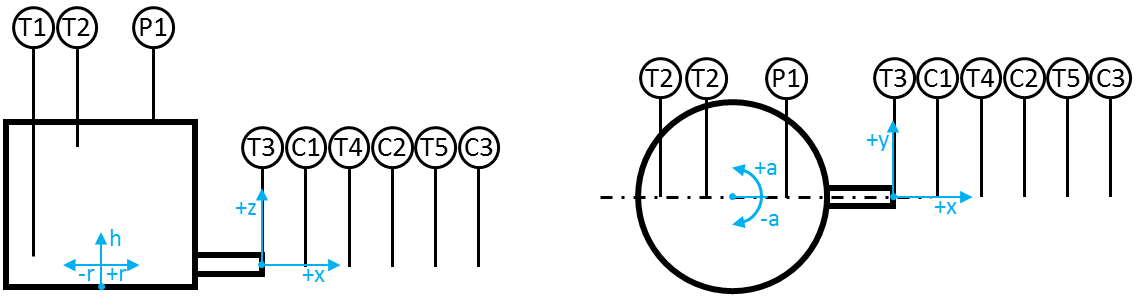 T1 T2 P1
T3 C1 T4 C2 T5 C3
+z
h
-r +r
+x
T2 T2 P1 T3 C1 T4 C2 T5 C3
+y
+a
-a
+x